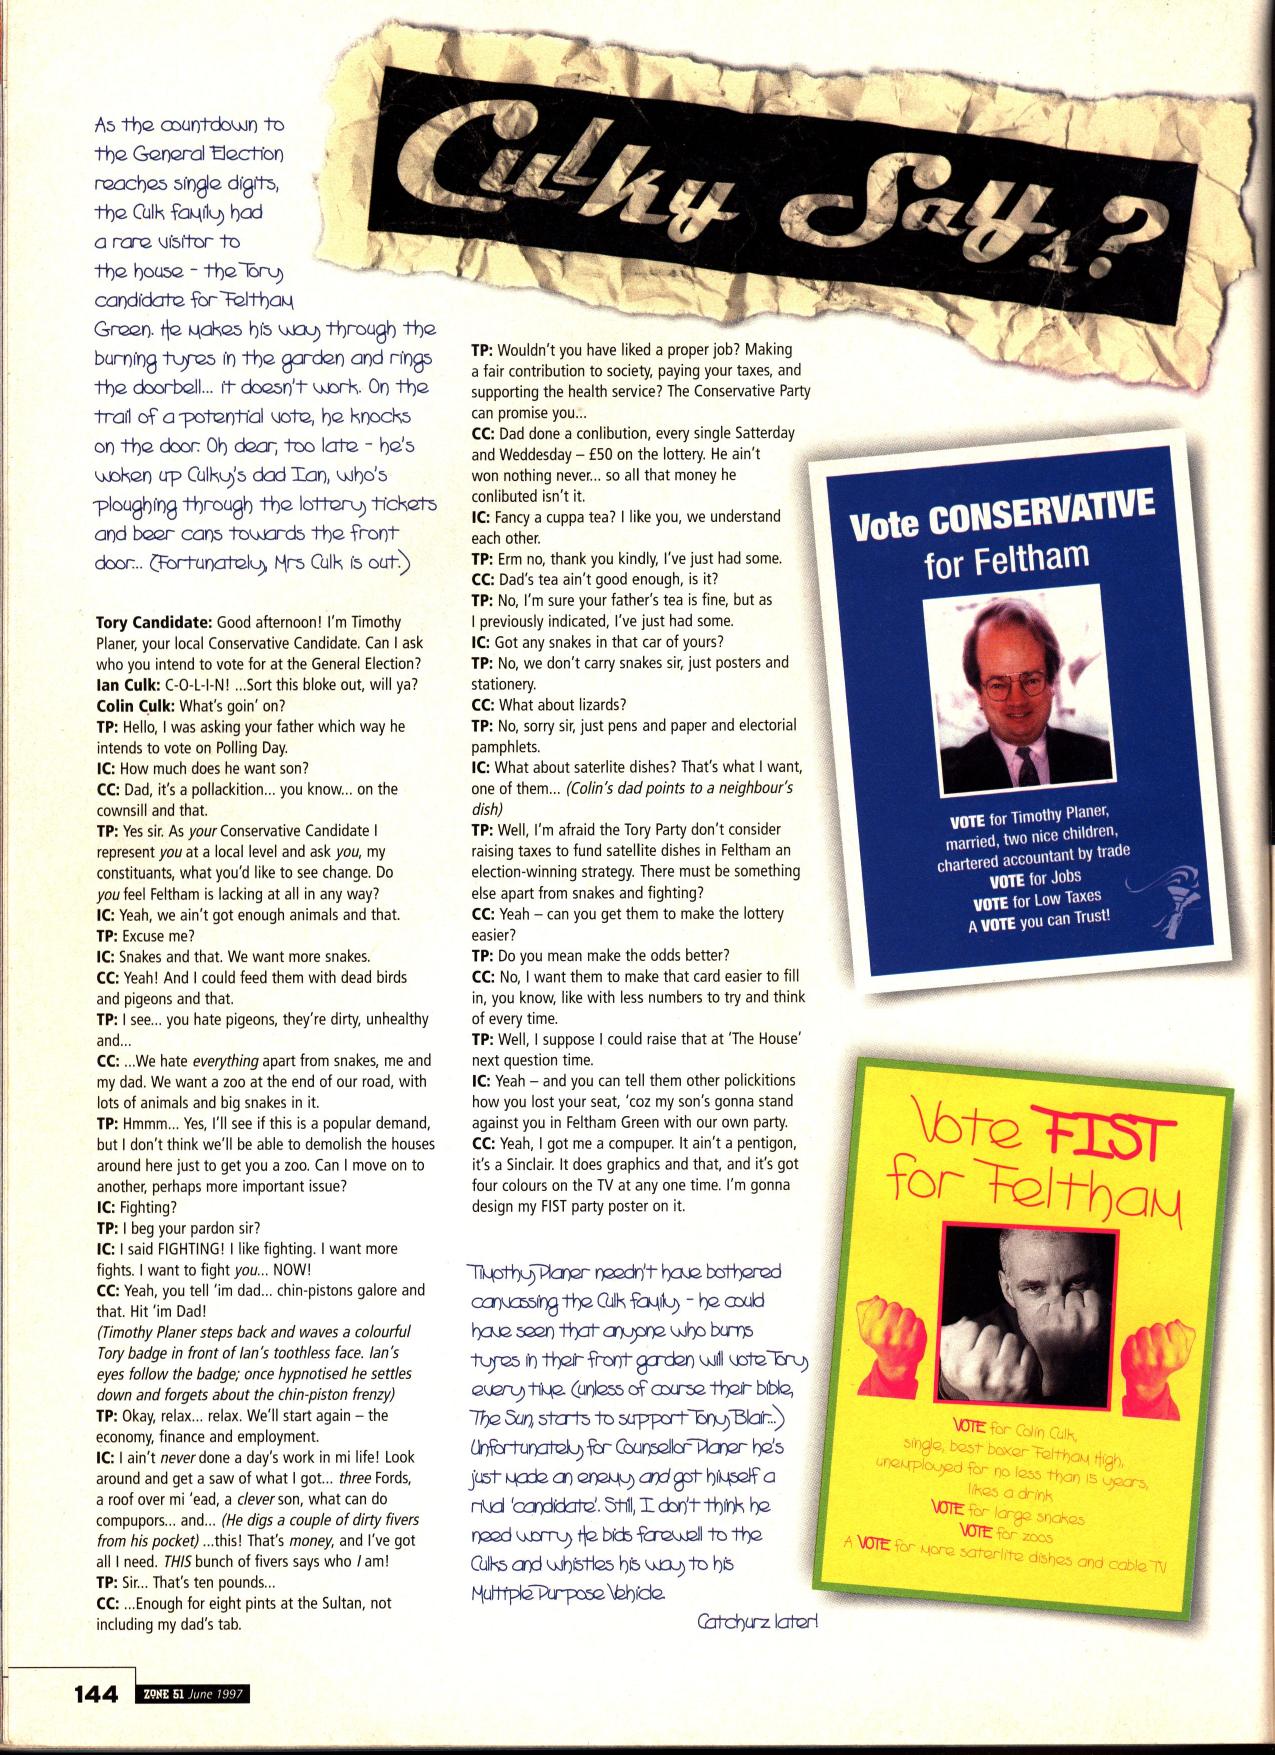 Culky Says?
As the countdown to
the General Election
reaches single digits,
the Culk family had
a rare visitor to
the house - the Tory
candidate for Feltham
Green. He makes his way through the
burning tyres in the garden and rings
the doorbell... it doesn't work. On the
trail of a potential vote, he knocks
on the door. Oh dear, too late - he's
woken up Culky's dad Ian, who's
ploughing through the lottery tickets
and beer cans towards the front
door... (Fortunately, Mrs Culk is out.)
Tory Candidate: Good afternoon! I'm Timothy
Planer, your local Conservative Candidate. Can I ask
who you intend to vote for at the General Election?
Ian Culk: C-O-L-I-N! ...Sort this bloke out, will ya?
Colin Culk: What's goin' on?
TP: Hello, I was asking your father which way he
intends to vote on Polling Day.
IC: How much does he want son?
CC: Dad, it's a pollackition... you know... on the
cownsill and that.
TP: Yes sir. As your Conservative Candidate I
represent you at a local level and ask you, my
constituants, what you'd like to see change. Do
you feel Feltham is lacking at all in any way?
IC: Yeah, we ain't got enough animals and that.
TP: Excuse me?
IC: Snakes and that. We want more snakes.
CC: Yeah! And I could feed them with dead birds
and pigeons and that.
TP: I see... you hate pigeons, they're dirty, unhealthy
and...
CC: ...We hate everything apart from snakes, me and
my dad. We want a zoo at the end of our road, with
lots of animals and big snakes in it.
TP: Hmmm... Yes, I'll see if this is a popular demand,
but I don't think we'll be able to demolish the houses
around here just to get you a zoo. Can I move on to
another, perhaps more important issue?
IC: Fighting?
TP: I beg your pardon sir?
IC: I said FIGHTING! I like fighting. I want more
fights. I want to fight you... NOW!
CC: Yeah, you tell 'im dad... chin-pistons galore and
that. Hit 'im Dad!
(Timothy Planer steps back and waves a colourful
Tory badge in front of Ian's toothless face. Ian's
eyes follow the badge; once hypnotised he settles
down and forgets about the chin-piston frenzy)
TP: Okay, relax... relax. We'll start again – the
economy, finance and employment.
IC: I ain't never done a day's work in mi life! Look
around and get a saw of what I got... three Fords,
a roof over mi 'ead, a clever son, what can do
compupors... and... (He digs a couple of dirty fivers
from his pocket) ...this! That's money, and I've got
all I need. THIS bunch of fivers says who I am!
TP: Sir... That's ten pounds...
CC: ...Enough for eight pints at the Sultan, not
including my dad's tab.
TP: Wouldn't you have liked a proper job? Making
a fair contribution to society, paying your taxes, and
supporting the health service? The Conservative Party
can promise you...
CC: Dad done a conlibution, every single Satterday
and Weddesday – £50 on the lottery. He ain't
won nothing never... so all that money he
conlibuted isn't it.
IC: Fancy a cuppa tea? I like you, we understand
each other.
TP: Erm no, thank you kindly, I've just had some.
CC: Dad's tea ain't good enough, is it?
TP: No, I'm sure your father's tea is fine, but as
I previously indicated, I've just had some.
IC: Got any snakes in that car of yours?
TP: No, we don't carry snakes sir, just posters and
stationery.
CC: What about lizards?
TP: No, sorry sir, just pens and paper and electorial
pamphlets.
IC: What about saterlite dishes? That's what I want,
one of them... (Colin's dad points to a neighbour's
dish)
TP: Well, I'm afraid the Tory Party don't consider
raising taxes to fund satellite dishes in Feltham an
election-winning strategy. There must be something
else apart from snakes and fighting?
CC: Yeah – can you get them to make the lottery
easier?
TP: Do you mean make the odds better?
CC: No, I want them to make that card easier to fill
in, you know, like with less numbers to try and think
of every time.
TP: Well, I suppose I could raise that at 'The House'
next question time.
IC: Yeah – and you can tell them other polickitions
how you lost your seat, 'coz my son's gonna stand
against you in Feltham Green with our own party.
CC: Yeah, I got me a compuper. It ain't a pentigon,
it's a Sinclair. It does graphics and that, and it's got
four colours on the TV at any one time. I'm gonna
design my FIST party poster on it.
Timothy Planer needn't have bothered
canvassing the Culk family - he could
have seen that anyone who burns
tyres in their front garden will vote Tory
every time (unless of course their bible,
The Sun, starts to support Tony Blair...)
Unfortunately for Counsellor Planer he's
just made an enemy and got himself a
rival 'candidate'. Still, I don't think he
need worry. He bids farewell to the
Culks and whistles his way to his
Multiple Purpose Vehicle.
Catchurz later!
Vote CONSERVATIVE
for Feltham
VOTE for Timothy Planer,
married, two nice children,
chartered accountant by trade
VOTE for Jobs
VOTE for Low Taxes
A VOTE you can Trust!
Vote FIST
for Feltham
VOTE for Colin Culk,
single, best boxer Feltham High,
unemployed for no less than 15 years,
likes a drink
VOTE for large snakes
VOTE for zoos
A VOTE for more saterlite dishes and cable TV
144 ZONE 51 June 1997